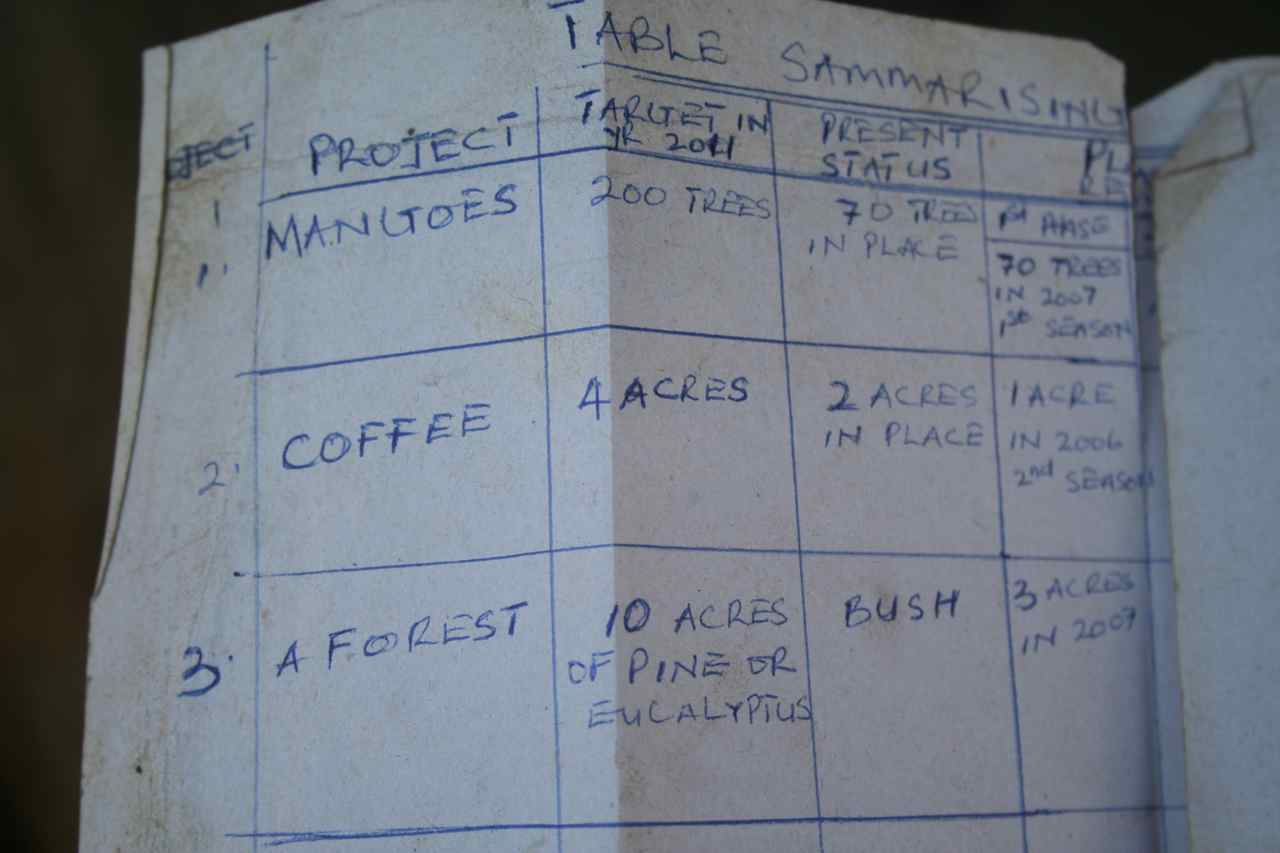 TABLE SAMMARISING
PROJECT
TARGET IN
YR 2011
PRESENT
STATUS
1
1.
MANGOES
200 TREES
70 TREES
IN PLACE
1st PHASE
70 TREES
IN 2007
1st SEASON
2.
COFFEE
4 ACRES
2 ACRES
IN PLACE
1 ACRE
IN 2006
2nd SEASON
3.
A FOREST
10 ACRES
OF PINE OR
EUCALYPTUS
BUSH
3 ACRES
IN 2007